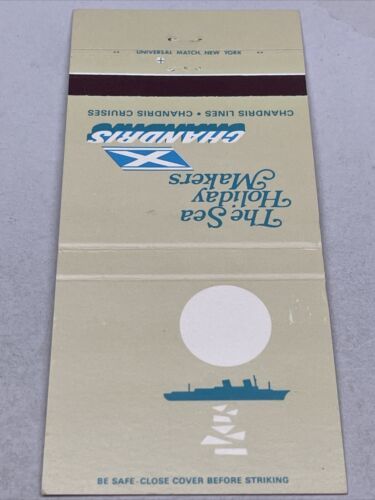 UNIVERSAL MATCH, NEW YORK
CHANDRIS LINES • CHANDRIS CRUISES
CHANDRIS
X
The Sea
Holiday
Makers
BE SAFE-CLOSE COVER BEFORE STRIKING